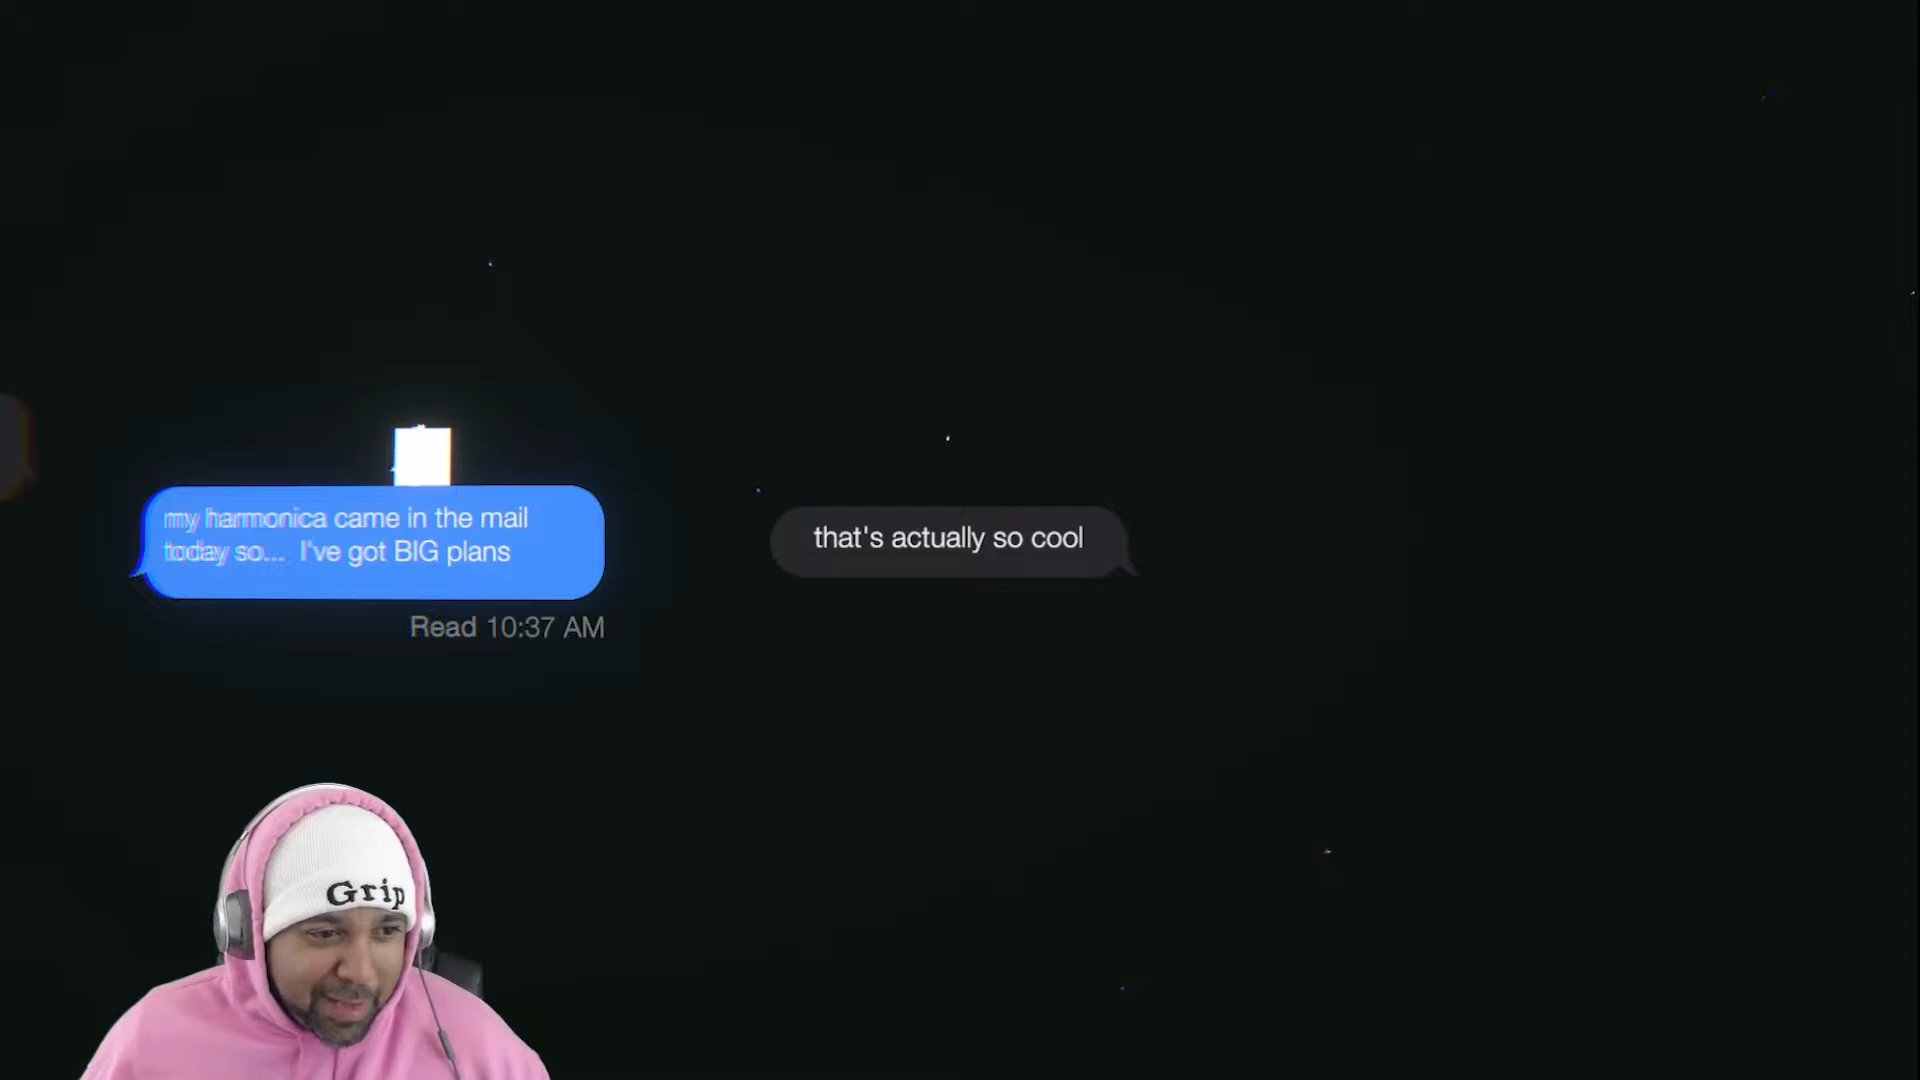 my harmonica came in the mail
today so.... I've got BIG plans
Read 10:37 AM
that's actually so cool
Grip